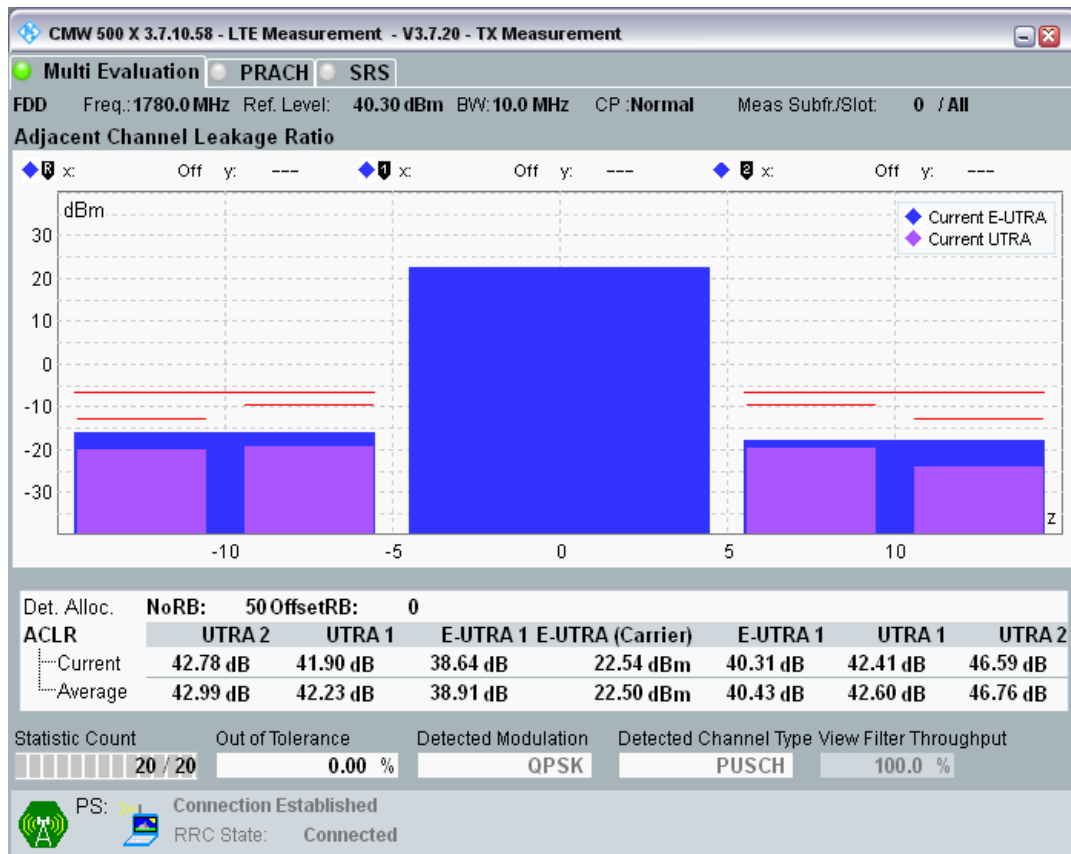 CMW 500 X 3.7.10.58 - LTE Measurement - V3.7.20 - TX Measurement
Multi Evaluation PRACH SRS
FDD Freq.:1780.0 MHz Ref. Level: 40.30 dBm BW:10.0 MHz CP :Normal Meas Subfr./Slot: 0 / All
Adjacent Channel Leakage Ratio
R x: Off y: --- 1 x: Off y: --- 2 x: Off y: ---
dBm
Current E-UTRA
Current UTRA
30
20
10
0
-10
-20
-30
z
-10 -5 0 5 10
Det. Alloc. NoRB: 50 OffsetRB: 0
ACLR UTRA 2 UTRA 1 E-UTRA 1 E-UTRA (Carrier) E-UTRA 1 UTRA 1 UTRA 2
Current 42.78 dB 41.90 dB 38.64 dB 22.54 dBm 40.31 dB 42.41 dB 46.59 dB
Average 42.99 dB 42.23 dB 38.91 dB 22.50 dBm 40.43 dB 42.60 dB 46.76 dB
Statistic Count Out of Tolerance Detected Modulation Detected Channel Type View Filter Throughput
20 / 20 0.00 % QPSK PUSCH 100.0 %
PS: Connection Established
RRC State: Connected